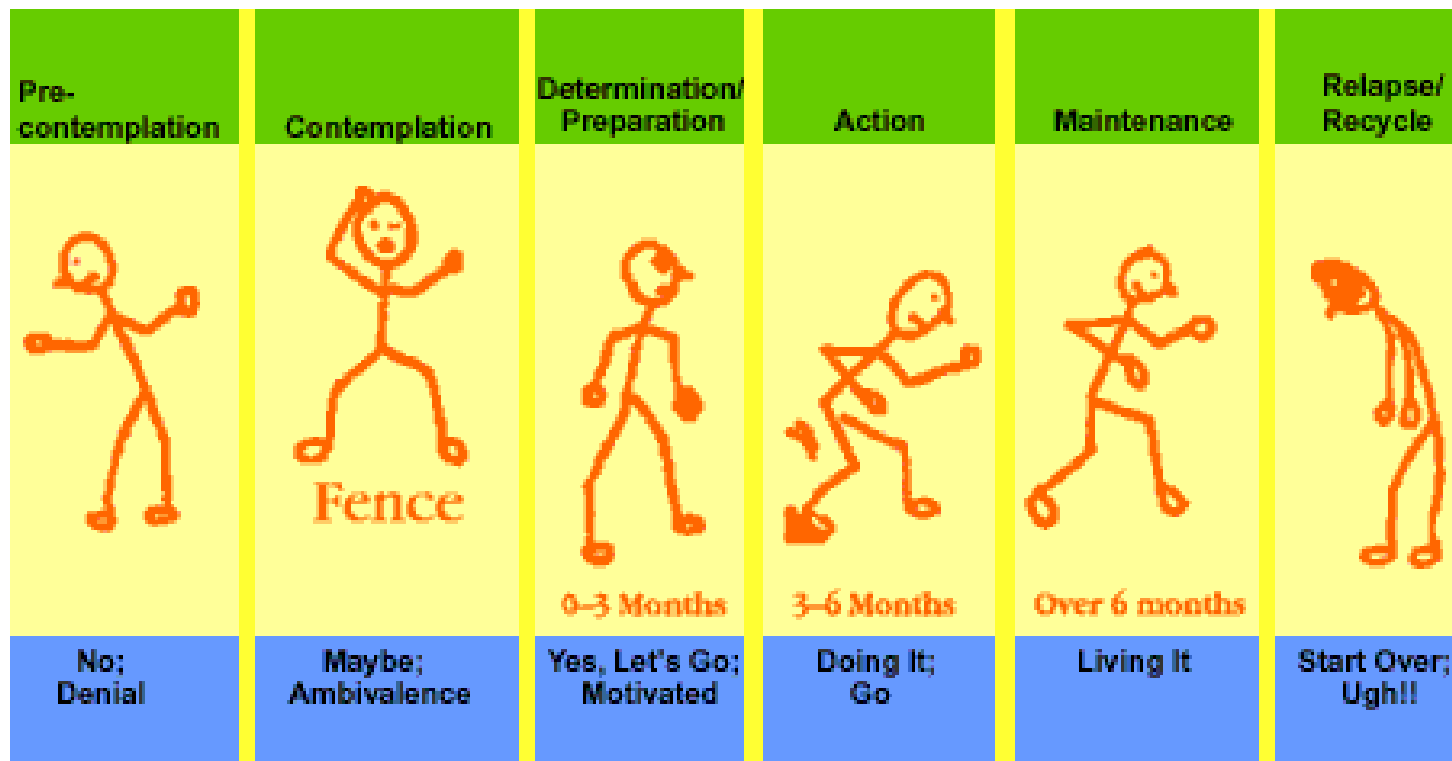 Pre-
contemplation
Contemplation
Determination/
Preparation
Action
Maintenance
Relapse/
Recycle
Fence
0–3 Months
3–6 Months
Over 6 months
No;
Denial
Maybe;
Ambivalence
Yes, Let's Go;
Motivated
Doing It;
Go
Living It
Start Over;
Ugh!!